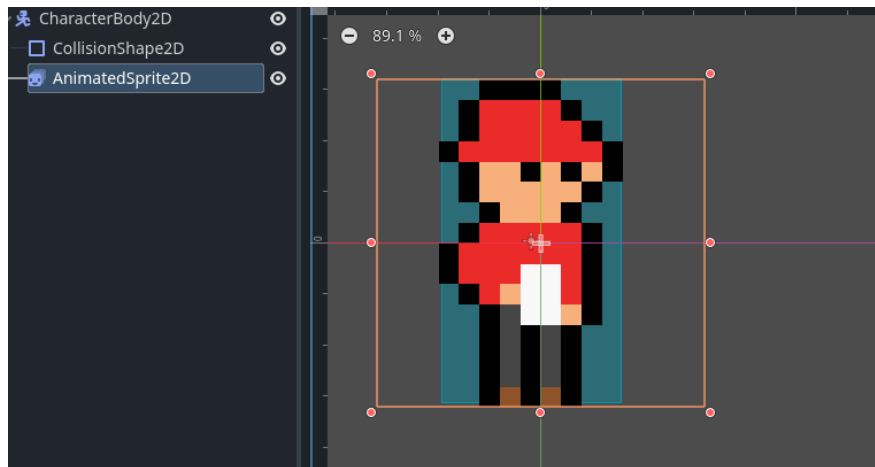 CharacterBody2D
CollisionShape2D
AnimatedSprite2D
89.1 %
0